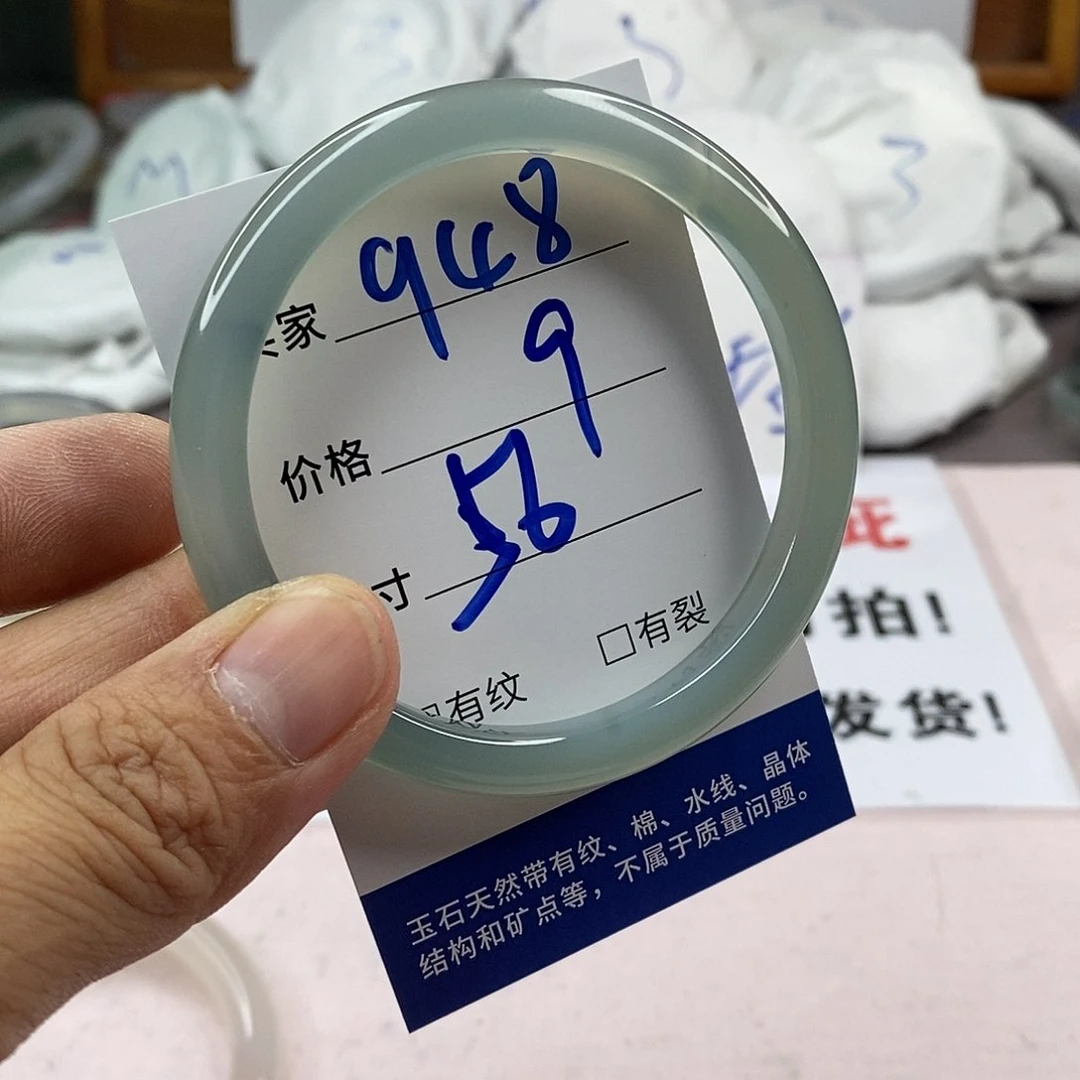 家 948
价格 9
寸 56
有纹 □有裂
玉石天然带有纹、棉、水线、晶体
结构和矿点等，不属于质量问题。
拍!
发货!
3
3